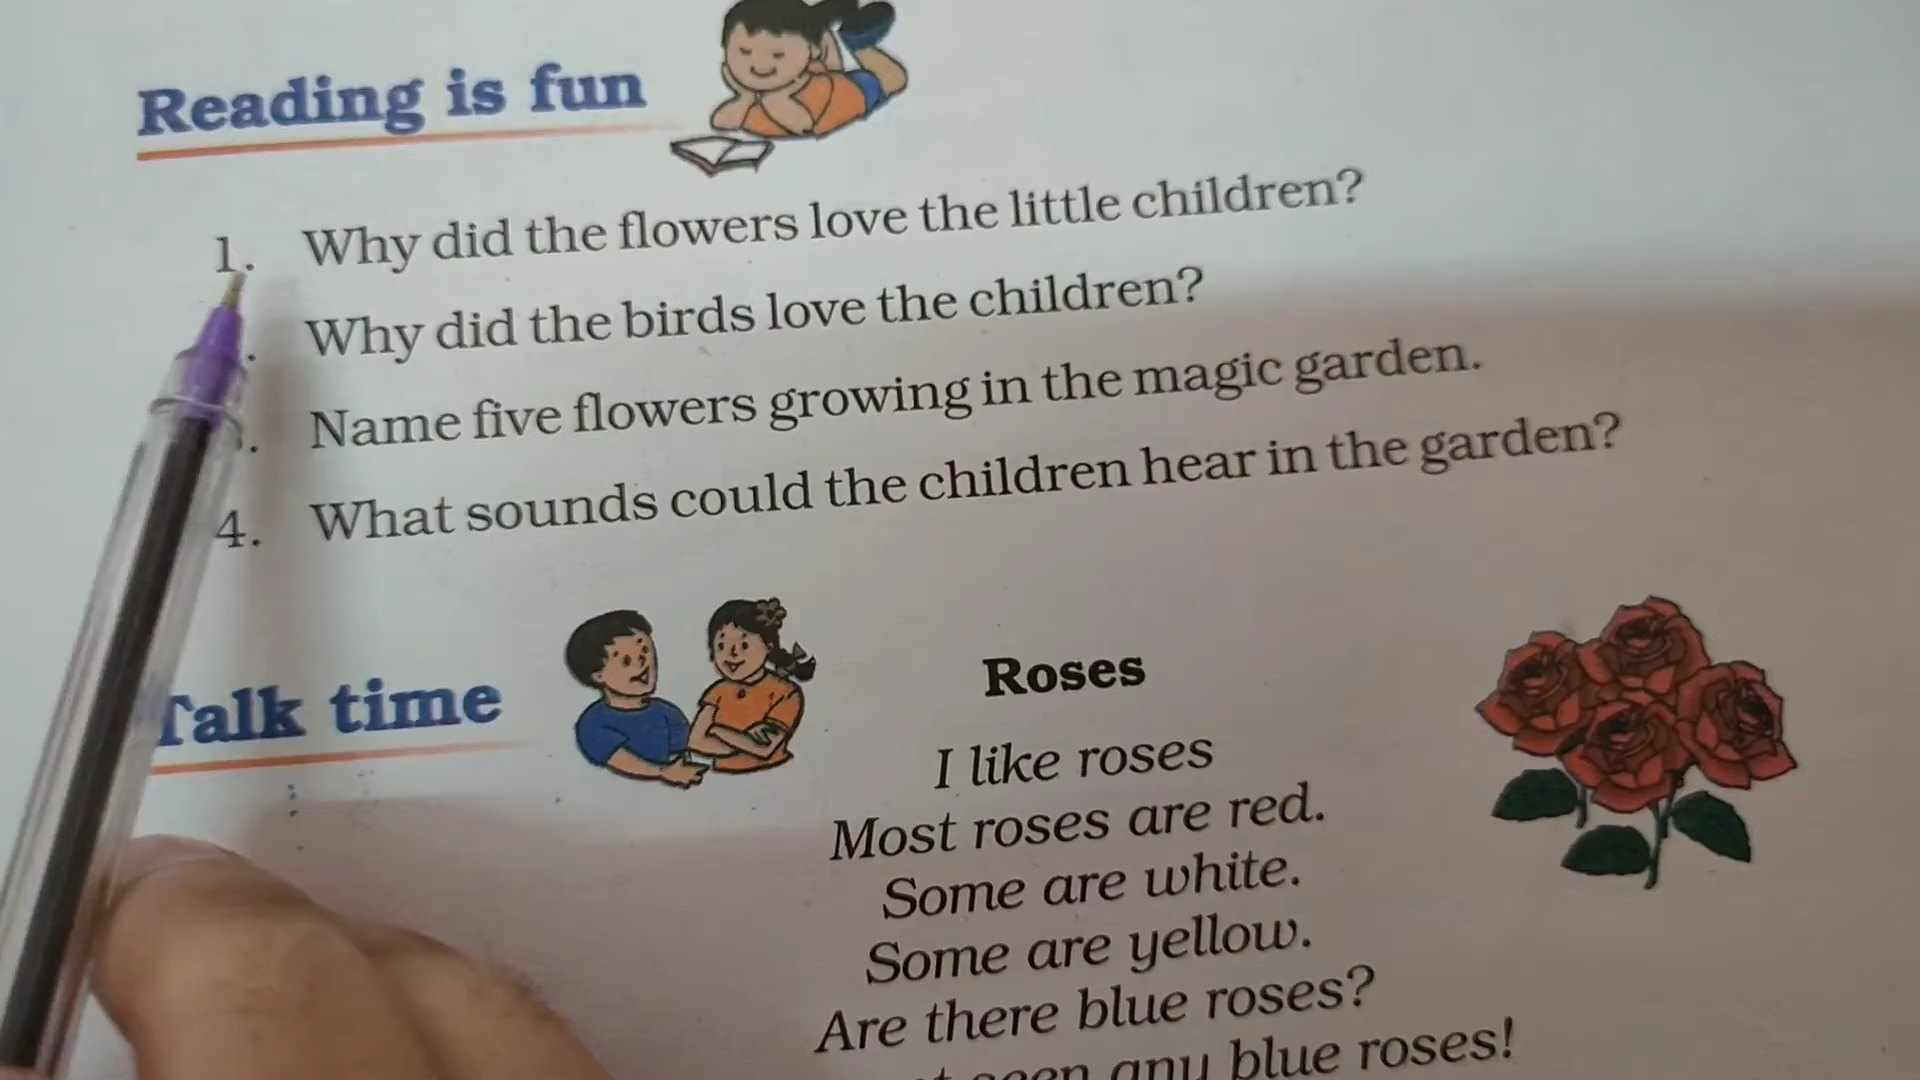 Reading is fun
1. Why did the flowers love the little children?
. Why did the birds love the children?
. Name five flowers growing in the magic garden.
4. What sounds could the children hear in the garden?
Talk time
Roses
I like roses
Most roses are red.
Some are white.
Some are yellow.
Are there blue roses?
seen any blue roses!